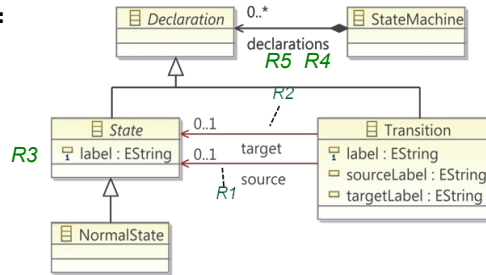 :
Declaration
0..*
StateMachine
declarations
R5 R4
R2
State
0..1
Transition
R3
label : EString
target
label : EString
0..1
sourceLabel : EString
source
targetLabel : EString
R1
NormalState